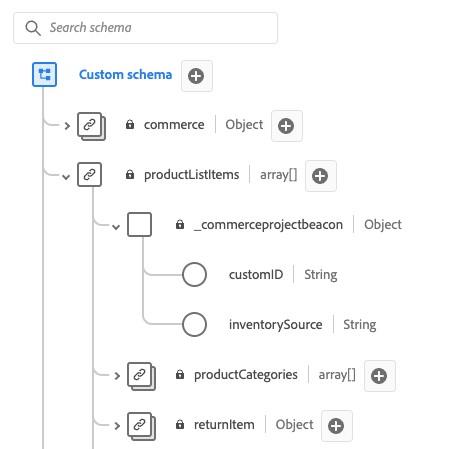 Search schema
Custom schema
commerce Object
productListItems array[]
_commerceprojectbeacon Object
customID String
inventorySource String
productCategories array[]
returnItem Object